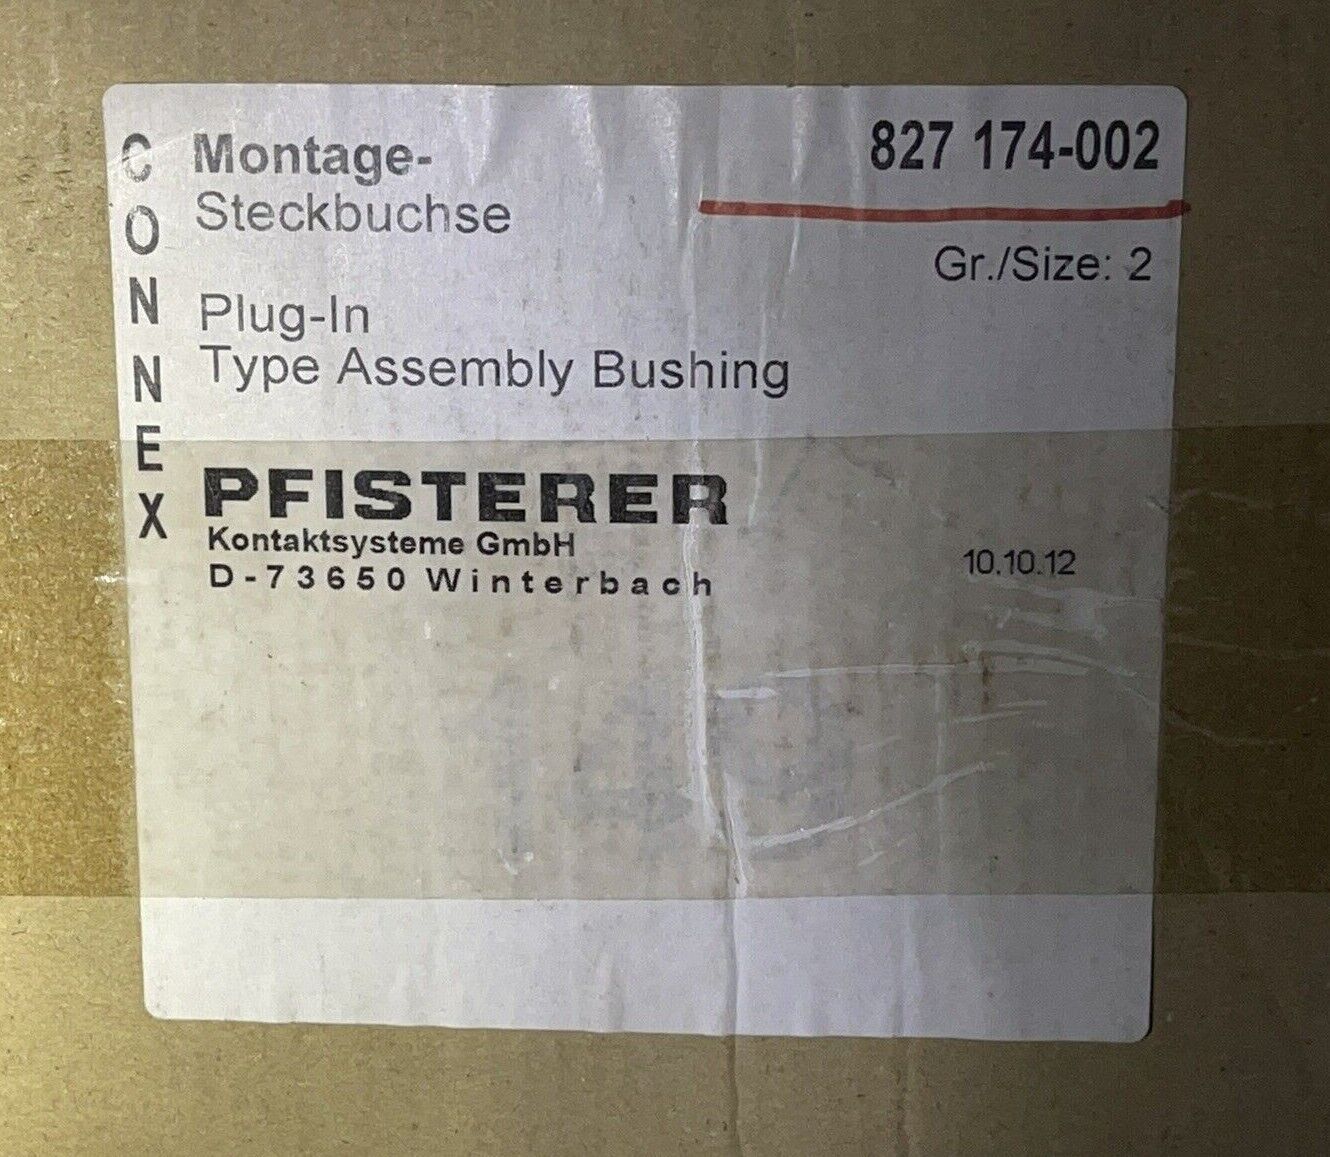 CONNEX
Montage-
Steckbuchse
827 174-002
Gr./Size: 2
Plug-In
Type Assembly Bushing
PFISTERER
Kontaktsysteme GmbH
D-73650 Winterbach
10.10.12